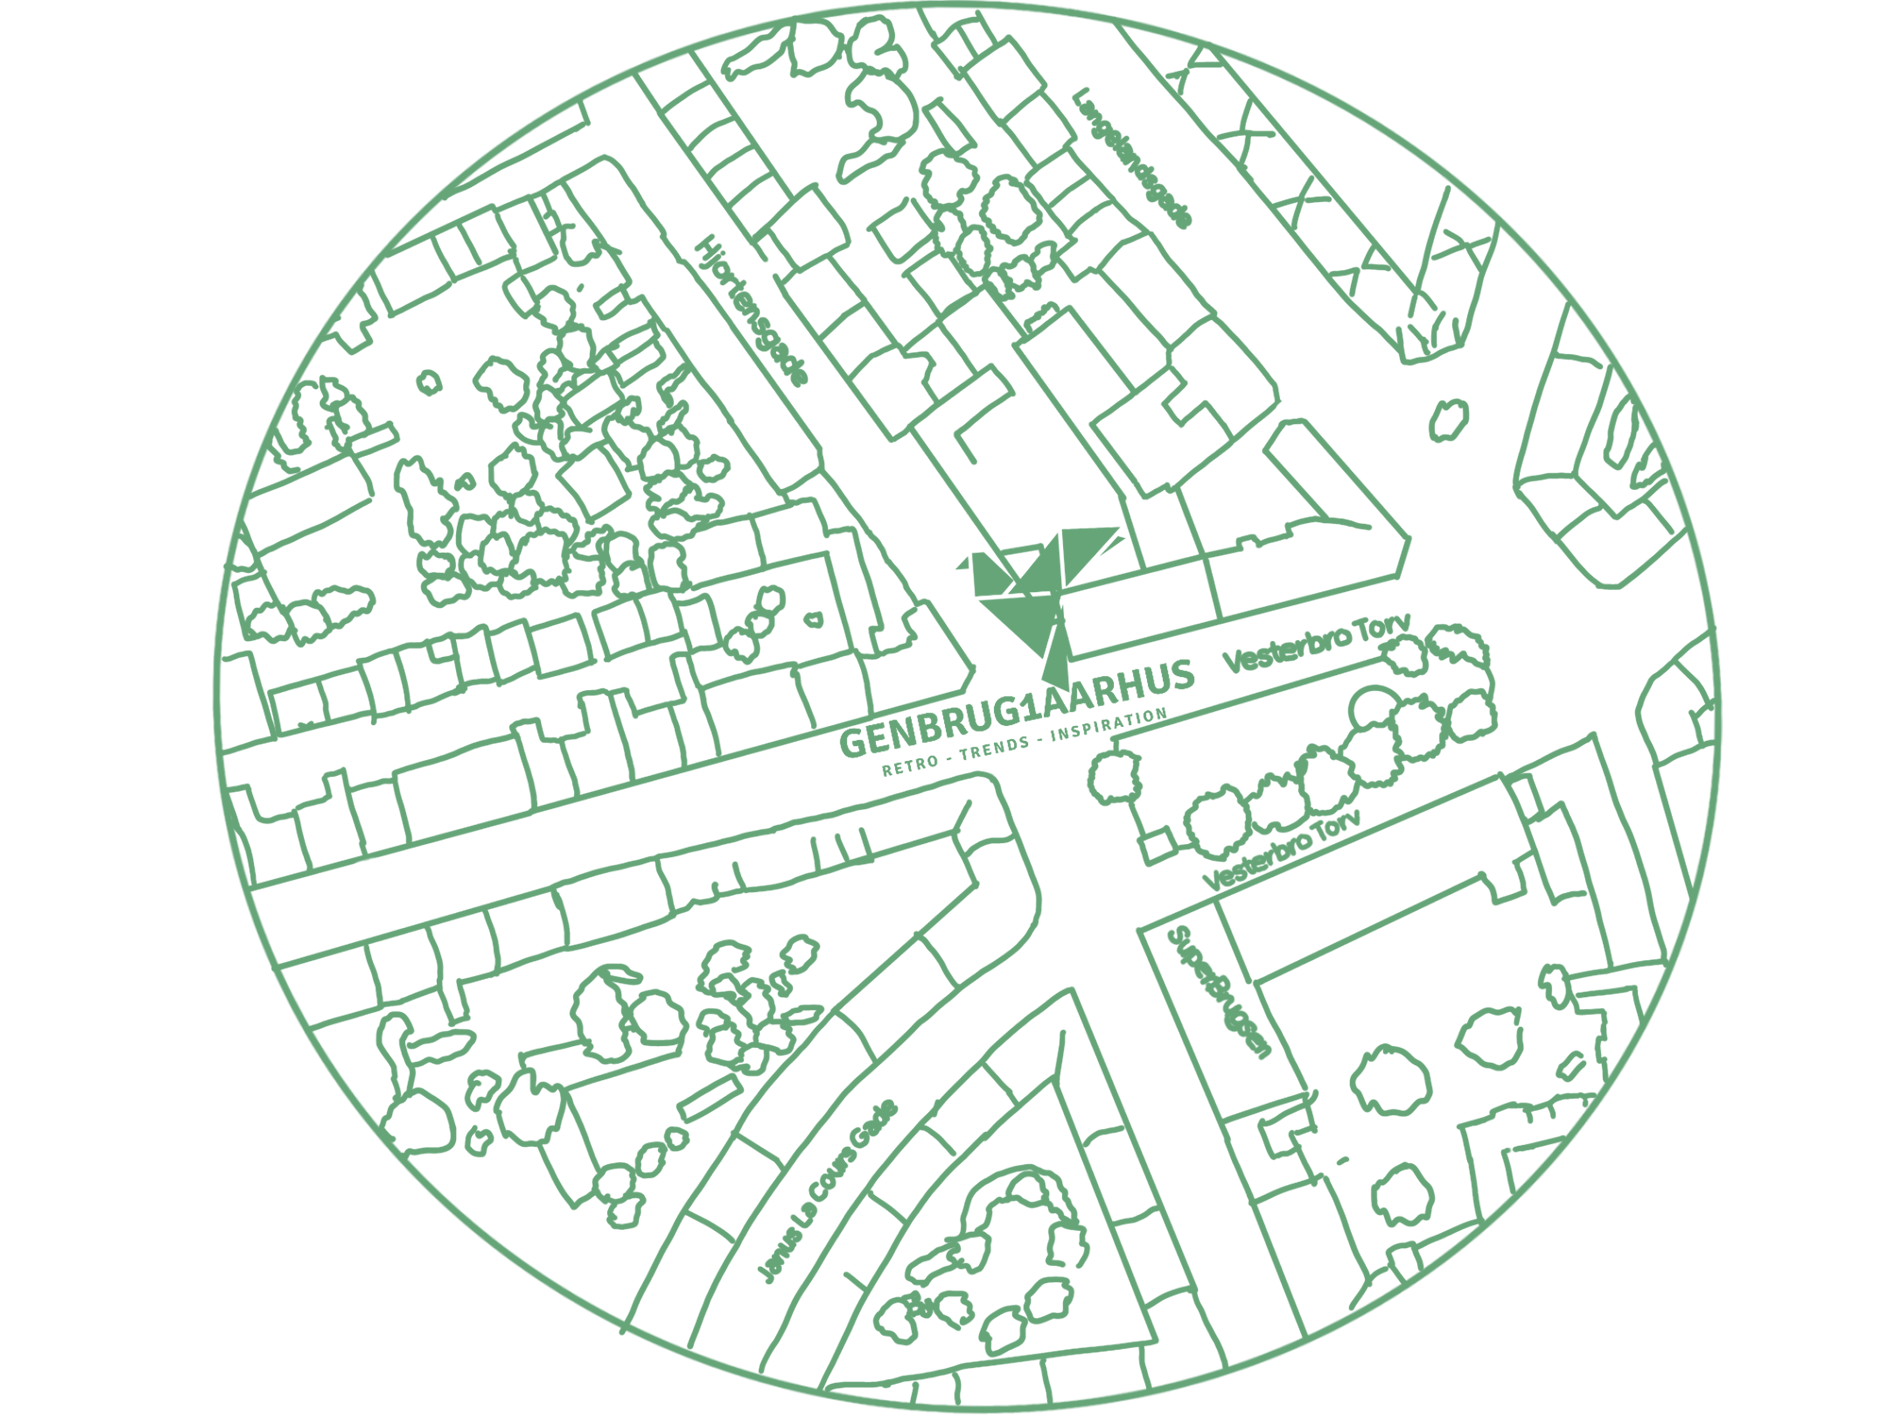 Langelandsgade
Hjortensgade
Vesterbro Torv
GENBRUG1AARHUS
RETRO - TRENDS - INSPIRATION
Vesterbro Torv
SuperBrugsen
Janus La Cours Gade